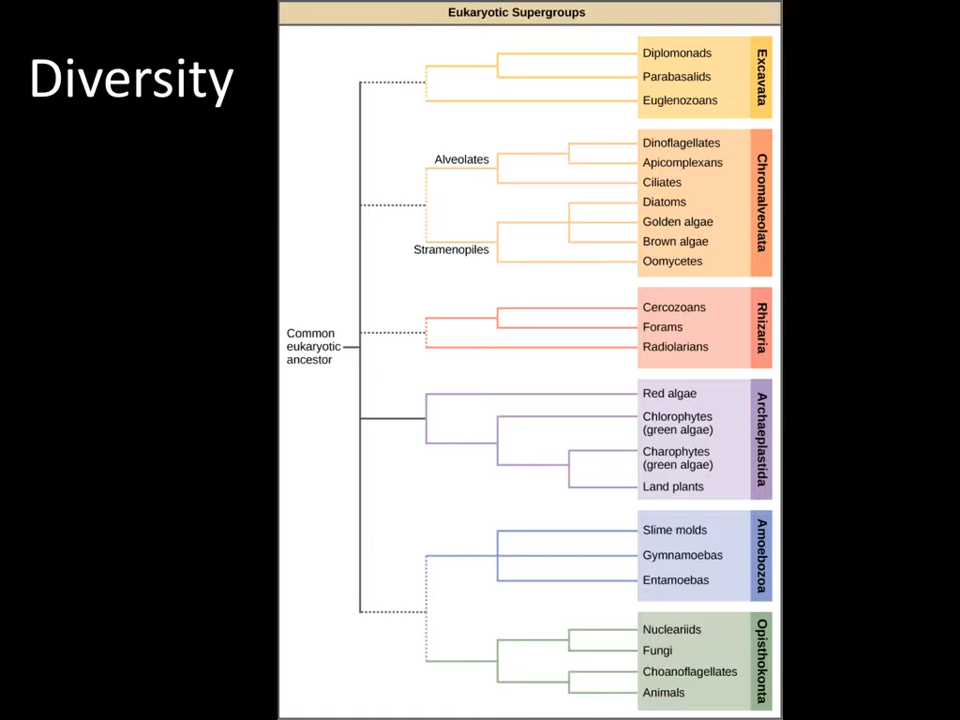 Diversity
Eukaryotic Supergroups
Common
eukaryotic
ancestor
Alveolates
Stramenopiles
Diplomonads
Parabasalids
Euglenozoans
Excavata
Dinoflagellates
Apicomplexans
Ciliates
Diatoms
Golden algae
Brown algae
Oomycetes
Chromalveolata
Cercozoans
Forams
Radiolarians
Rhizaria
Red algae
Chlorophytes
(green algae)
Charophytes
(green algae)
Land plants
Archaeplastida
Slime molds
Gymnamoebas
Entamoebas
Amoebozoa
Nucleariids
Fungi
Choanoflagellates
Animals
Opisthokonta